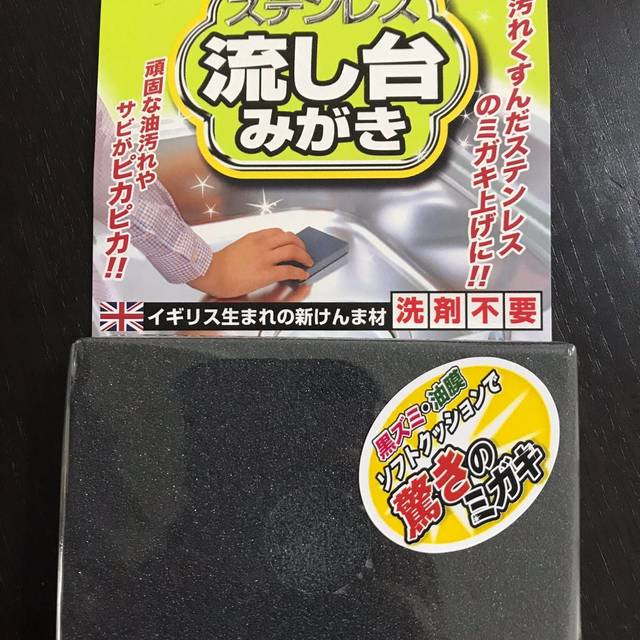 ステンレス
流し台
みがき
汚れくすんだステンレス
のミガキ上げに!!
頑固な油汚れや
サビがピカピカ!!
イギリス生まれの新けんま材
洗剤不要
黒ズミ・油膜
ソフトクッションで
驚きの
ミガキ